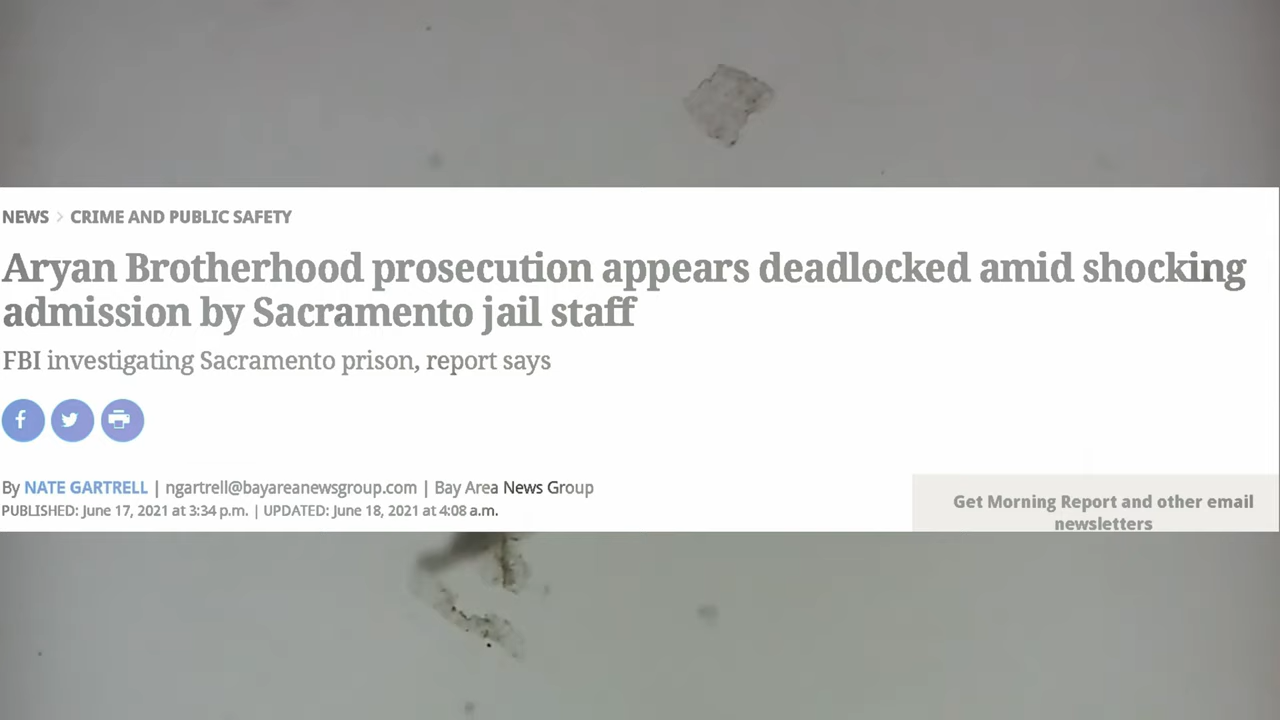 NEWS > CRIME AND PUBLIC SAFETY
Aryan Brotherhood prosecution appears deadlocked amid shocking
admission by Sacramento jail staff
FBI investigating Sacramento prison, report says
By NATE GARTRELL | ngartrell@bayareanewsgroup.com | Bay Area News Group
PUBLISHED: June 17, 2021 at 3:34 p.m. | UPDATED: June 18, 2021 at 4:08 a.m.
Get Morning Report and other email
newsletters